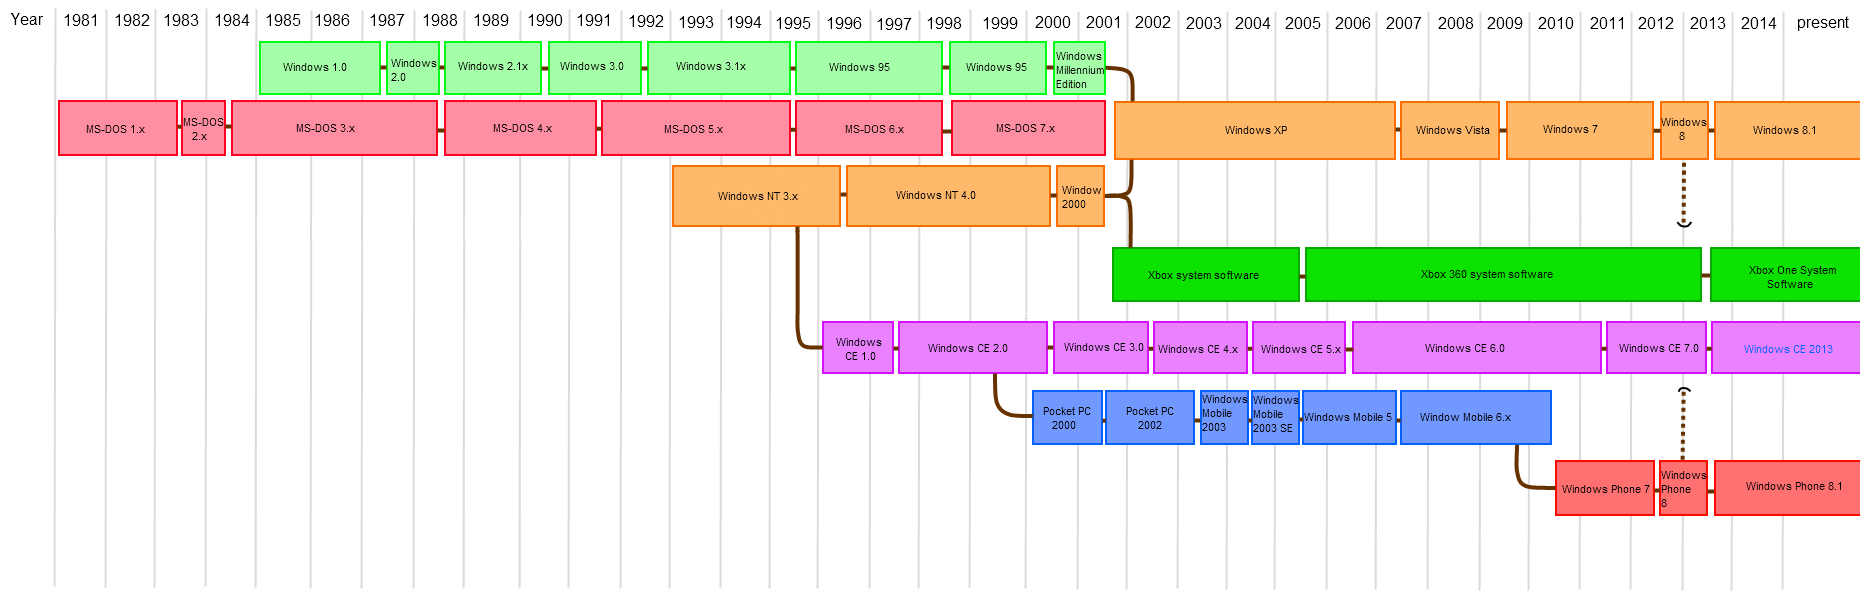 Year 1981 1982 1983 1984 1985 1986 1987 1988 1989 1990 1991 1992 1993 1994 1995 1996 1997 1998 1999 2000 2001 2002 2003 2004 2005 2006 2007 2008 2009 2010 2011 2012 2013 2014 present
Windows 1.0
Windows
2.0
Windows 2.1x
Windows 3.0
Windows 3.1x
Windows 95
Windows 95
Windows
Millennium
Edition
MS-DOS 1.x
MS-DOS
2.x
MS-DOS 3.x
MS-DOS 4.x
MS-DOS 5.x
MS-DOS 6.x
MS-DOS 7.x
Windows XP
Windows Vista
Windows 7
Windows
8
Windows 8.1
Windows NT 3.x
Windows NT 4.0
Window
2000
Xbox system software
Xbox 360 system software
Xbox One System
Software
Windows
CE 1.0
Windows CE 2.0
Windows CE 3.0
Windows CE 4.x
Windows CE 5.x
Windows CE 6.0
Windows CE 7.0
Windows CE 2013
Pocket PC
2000
Pocket PC
2002
Windows
Mobile
2003
Windows
Mobile
2003 SE
Windows Mobile 5
Window Mobile 6.x
Windows Phone 7
Windows
Phone
8
Windows Phone 8.1